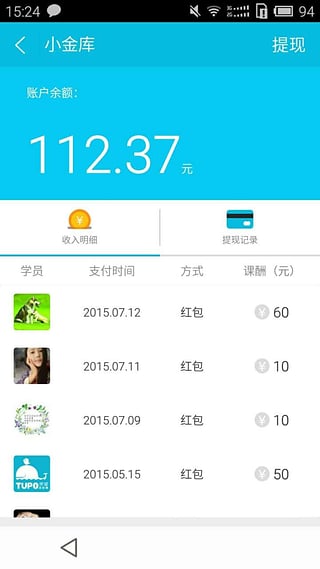 15:24
94
小金库
提现
账户余额：
112.37 元
收入明细
提现记录
学员 支付时间 方式 课酬（元）
2015.07.12 红包 ¥ 60
2015.07.11 红包 ¥ 10
2015.07.09 红包 ¥ 10
TUPO
2015.05.15 红包 ¥ 50